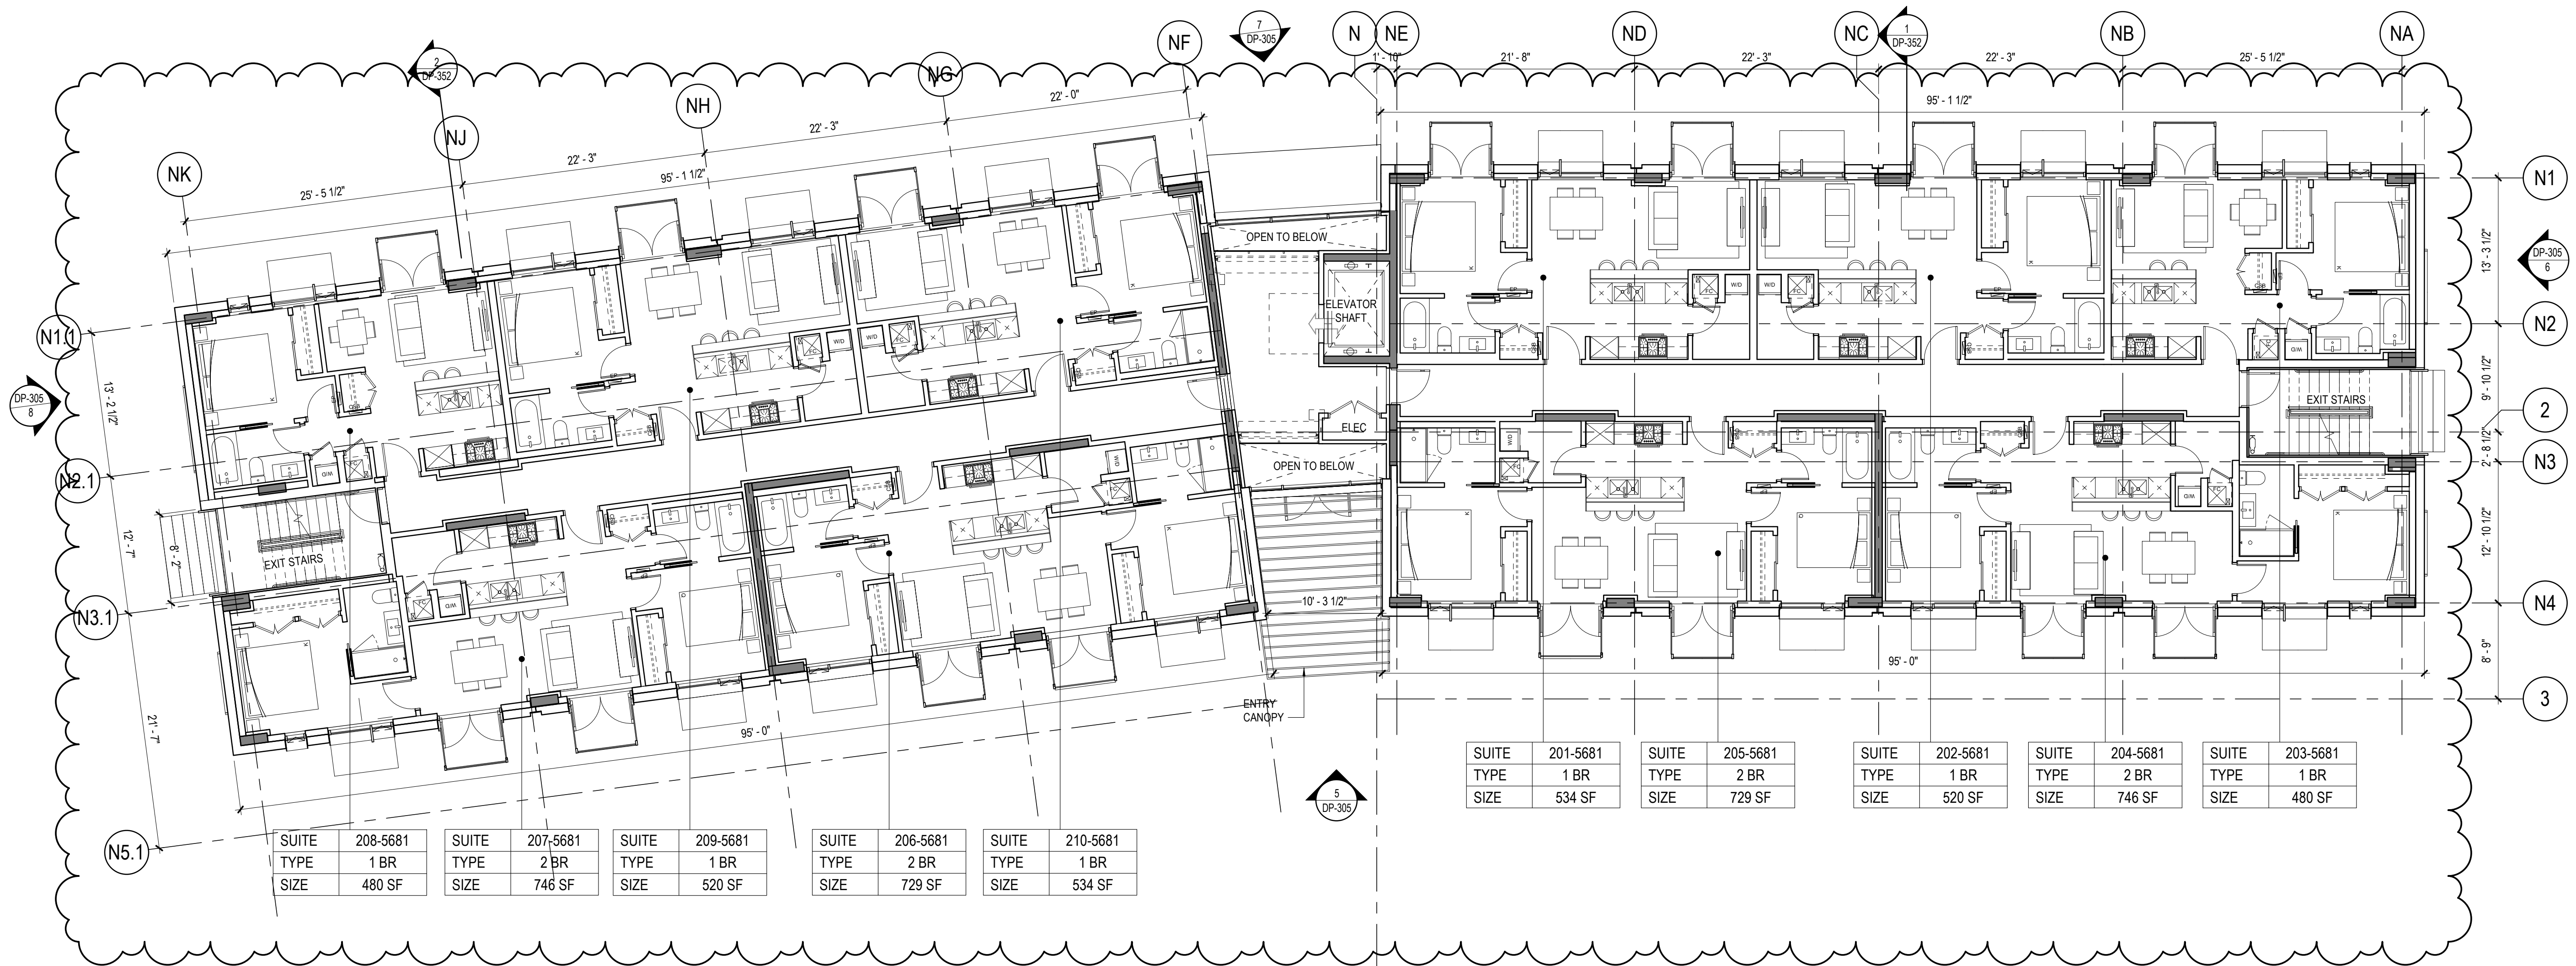 NF
7
DP-305
N
NE
ND
NC
1
DP-352
NB
NA
2
DP-352
NG
1' - 10"
21' - 8"
22' - 3"
22' - 3"
25' - 5 1/2"
NH
22' - 0"
95' - 1 1/2"
NJ
22' - 3"
22' - 3"
NK
25' - 5 1/2"
95' - 1 1/2"
N1
OPEN TO BELOW
13' - 3 1/2"
DP-305
6
ELEVATOR
SHAFT
N1.1
N2
W/D
W/D
FC
FC
W/D
W/D
FC
FC
13' - 2 1/2"
DP-305
8
9' - 10 1/2"
EXIT STAIRS
2
ELEC
2' - 8 1/2"
N3
OPEN TO BELOW
N2.1
W/D
FC
W/D
FC
W/D
FC
W/D
FC
W/D
12' - 7"
8' - 2"
EXIT STAIRS
12' - 10 1/2"
FC
W/D
N3.1
10' - 3 1/2"
N4
95' - 0"
8' - 9"
21' - 7"
ENTRY
CANOPY
3
95' - 0"
5
DP-305
SUITE 201-5681
TYPE 1 BR
SIZE 534 SF
SUITE 205-5681
TYPE 2 BR
SIZE 729 SF
SUITE 202-5681
TYPE 1 BR
SIZE 520 SF
SUITE 204-5681
TYPE 2 BR
SIZE 746 SF
SUITE 203-5681
TYPE 1 BR
SIZE 480 SF
N5.1
SUITE 208-5681
TYPE 1 BR
SIZE 480 SF
SUITE 207-5681
TYPE 2 BR
SIZE 746 SF
SUITE 209-5681
TYPE 1 BR
SIZE 520 SF
SUITE 206-5681
TYPE 2 BR
SIZE 729 SF
SUITE 210-5681
TYPE 1 BR
SIZE 534 SF